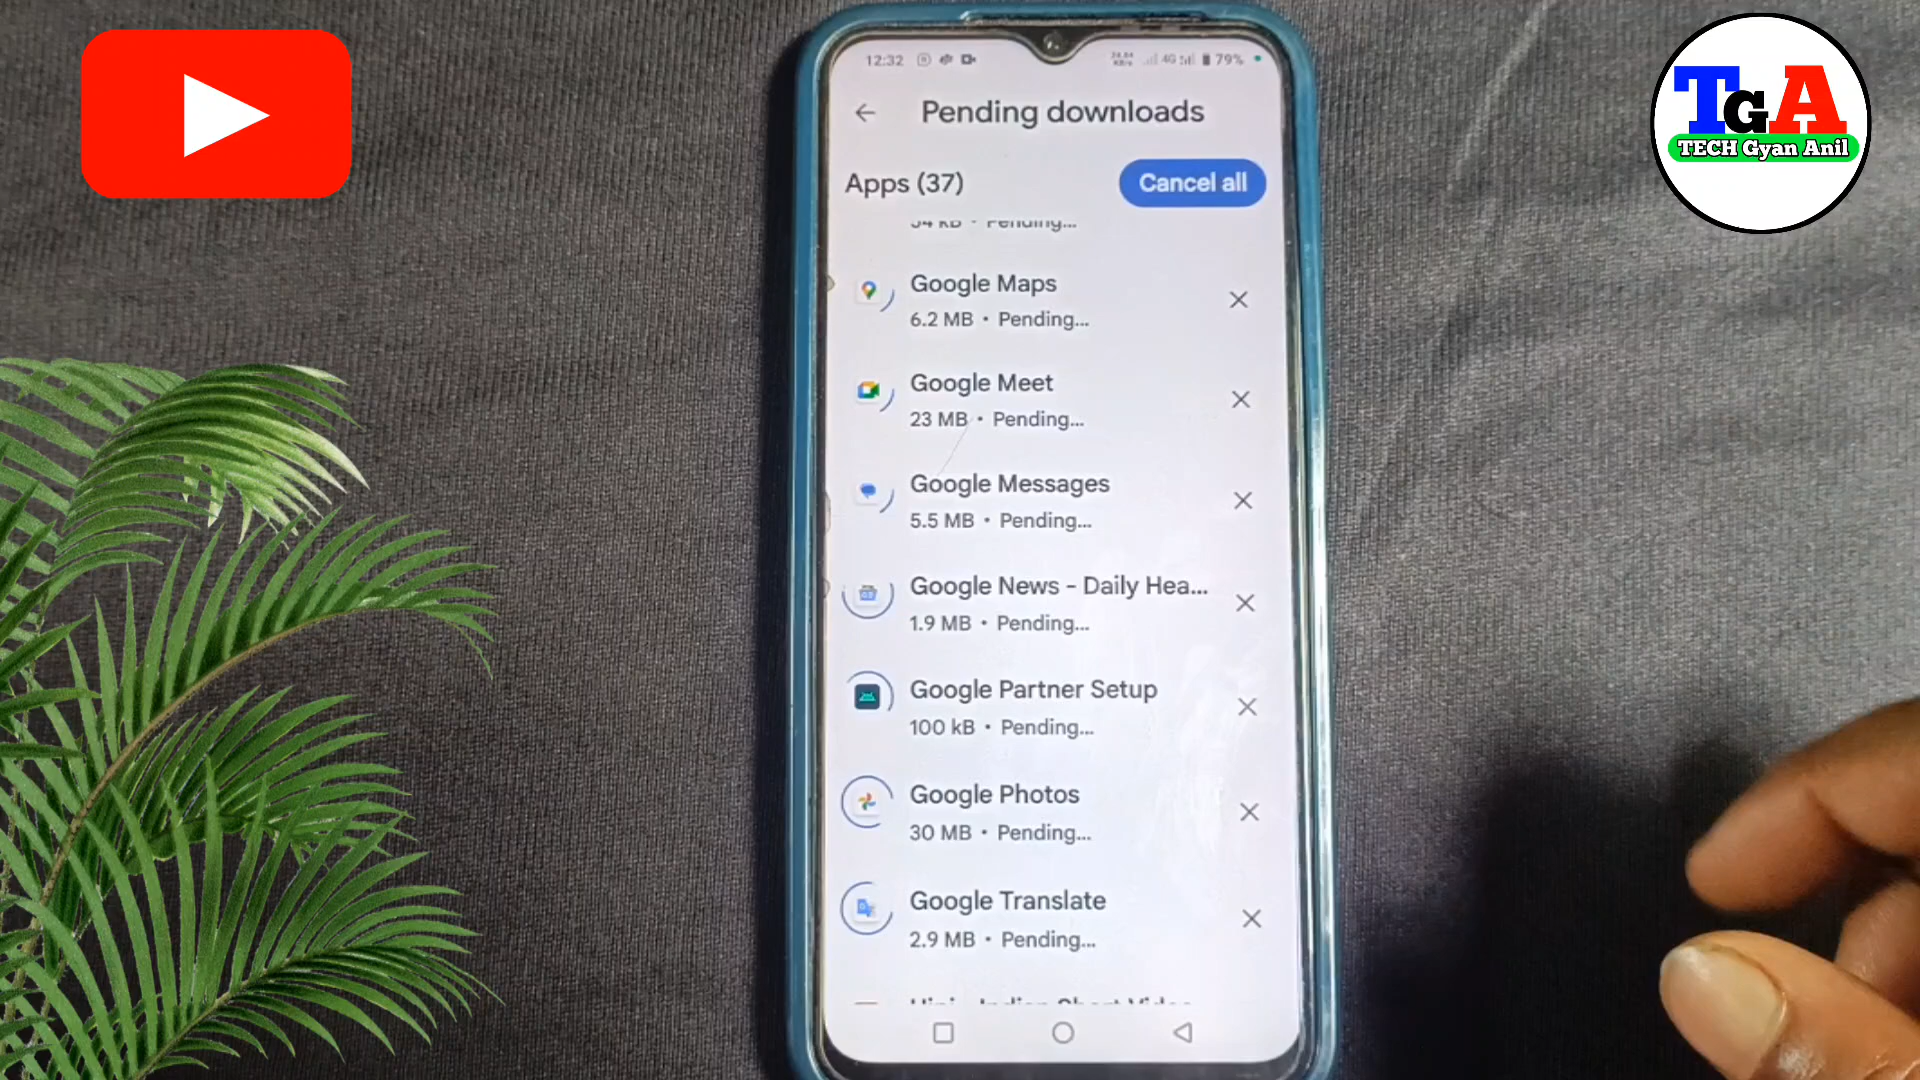 12:32
4G
79%
Pending downloads
Apps (37)
Cancel all
Pending...
Google Maps
6.2 MB • Pending...
Google Meet
23 MB • Pending...
Google Messages
5.5 MB • Pending...
Google News - Daily Hea...
1.9 MB • Pending...
Google Partner Setup
100 kB • Pending...
Google Photos
30 MB • Pending...
Google Translate
2.9 MB • Pending...
TGA
TECH Gyan Anil